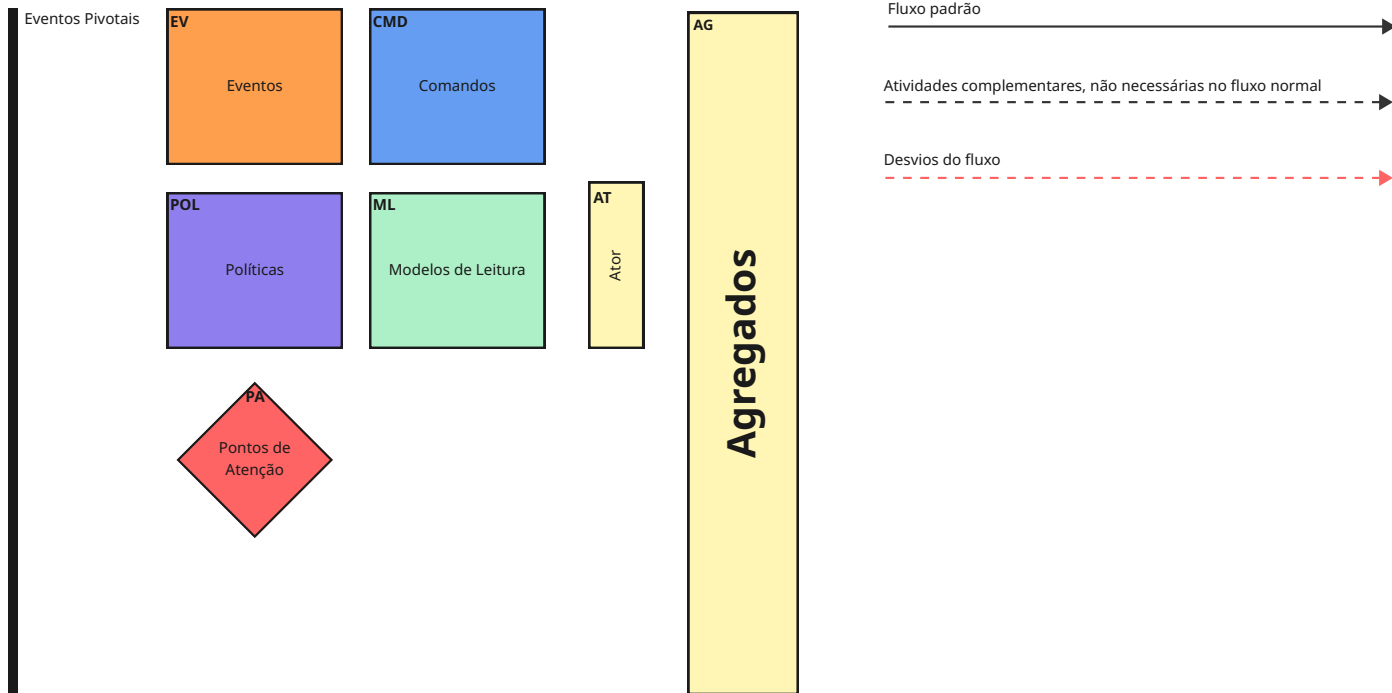 Eventos Pivotais
EV
Eventos
CMD
Comandos
POL
Políticas
ML
Modelos de Leitura
AT
Ator
PA
Pontos de
Atenção
AG
Agregados
Fluxo padrão
Atividades complementares, não necessárias no fluxo normal
Desvios do fluxo